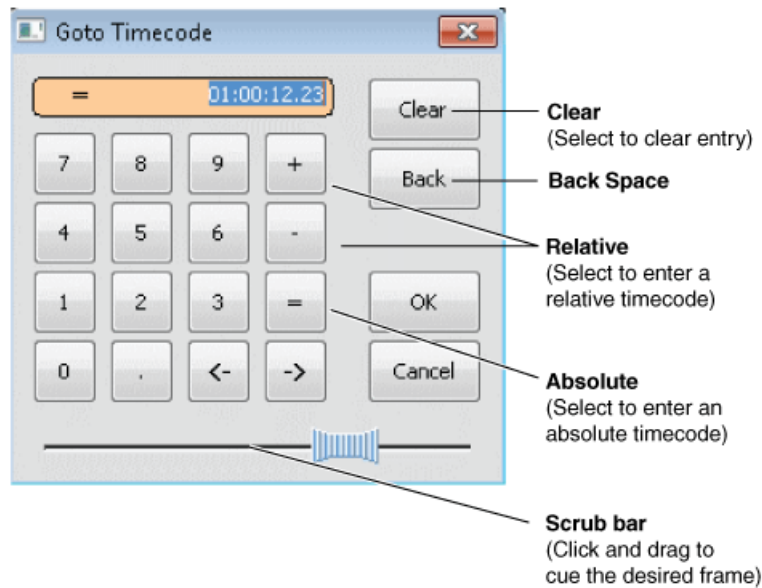 Goto Timecode
= 01:00:12.23
Clear
Back
7 8 9 +
4 5 6 -
1 2 3 =
OK
0 . <- ->
Cancel
Clear
(Select to clear entry)
Back Space
Relative
(Select to enter a
relative timecode)
Absolute
(Select to enter an
absolute timecode)
Scrub bar
(Click and drag to
cue the desired frame)